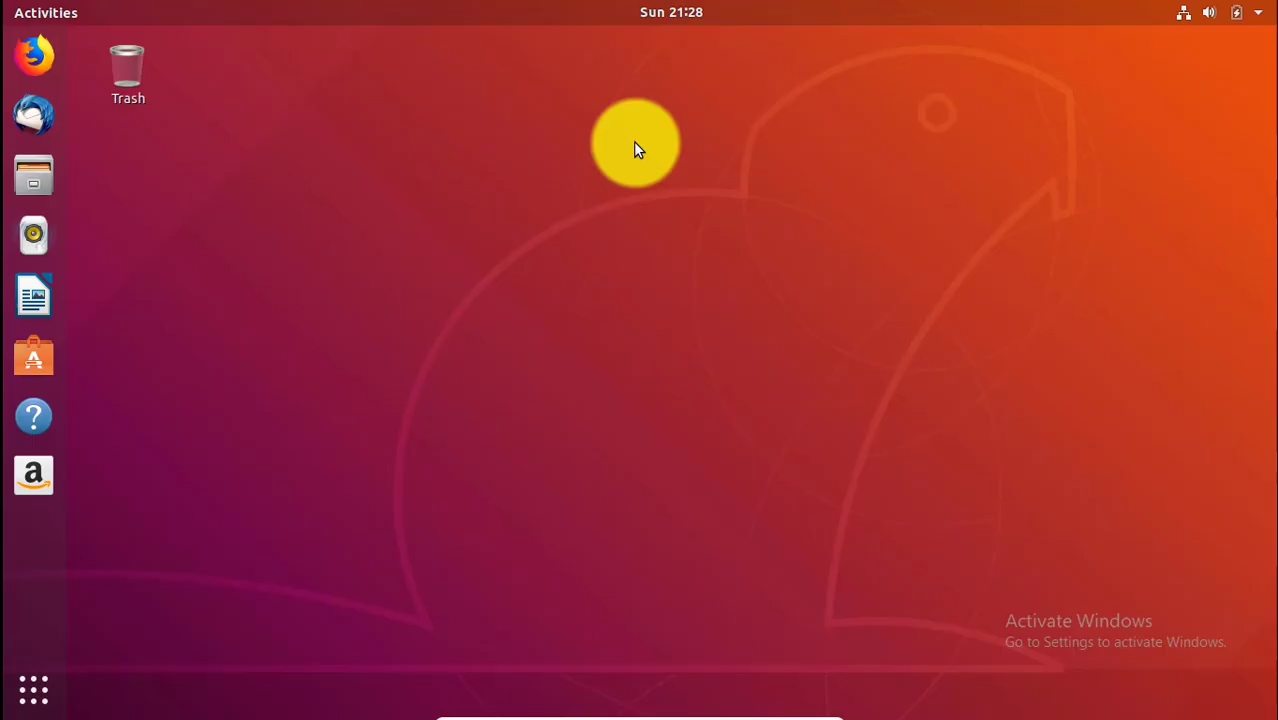 Activities
Sun 21:28
Trash
Activate Windows
Go to Settings to activate Windows.